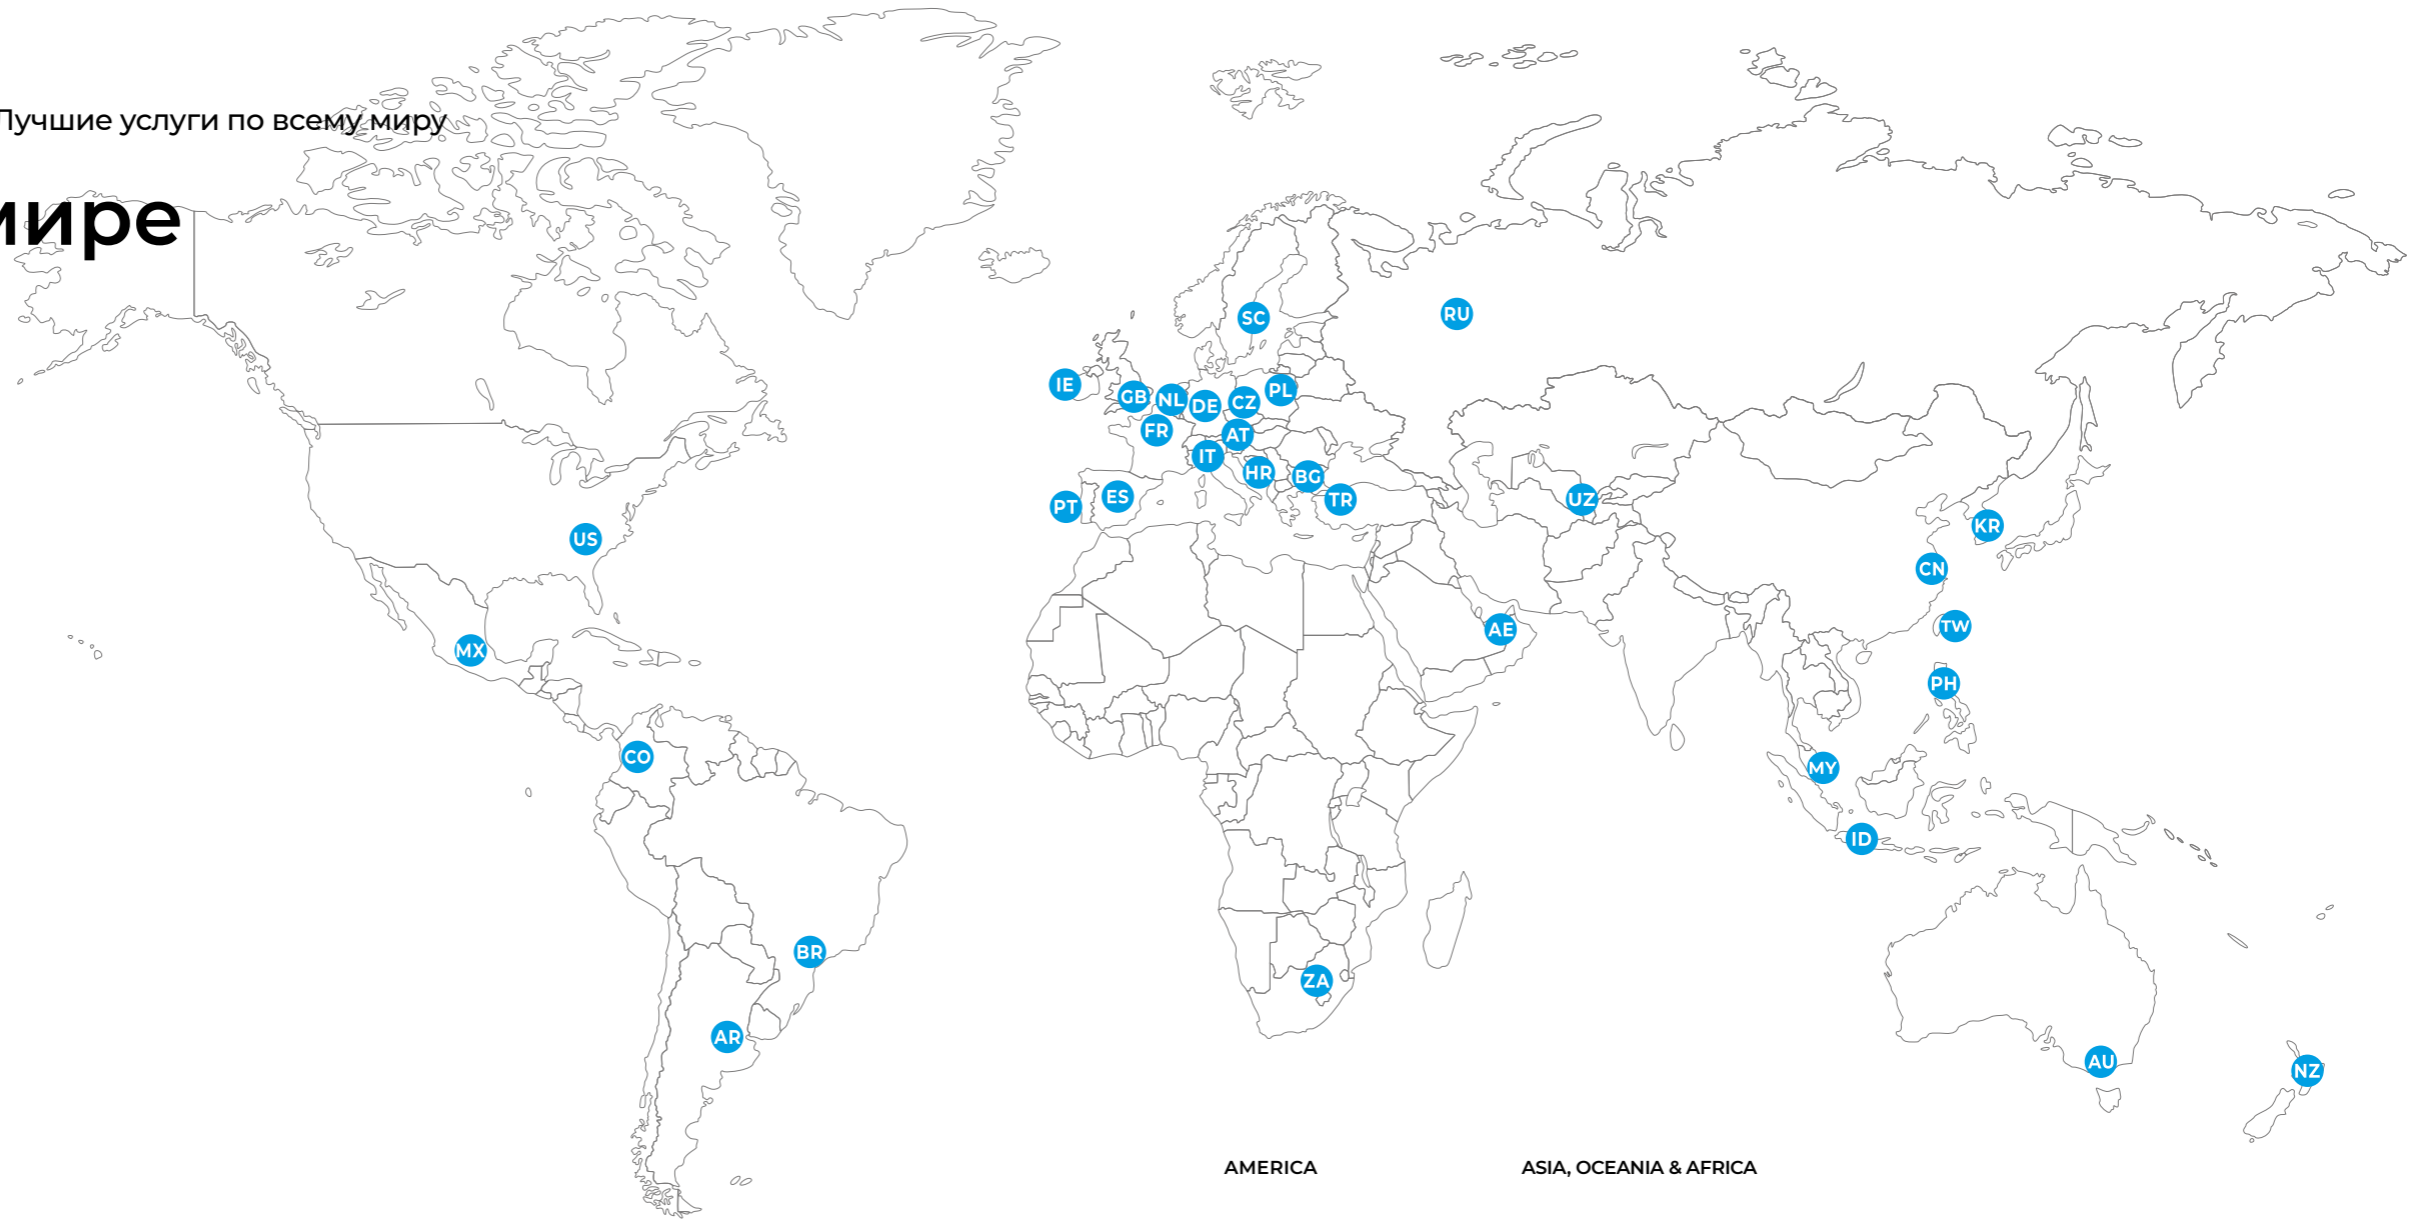 Лучшие услуги по всему миру
мире
SC
RU
IE
GB
NL
DE
CZ
PL
FR
AT
IT
HR
BG
PT
ES
TR
UZ
US
KR
CN
MX
AE
TW
PH
CO
MY
ID
BR
ZA
AR
AU
NZ
AMERICA
ASIA, OCEANIA & AFRICA